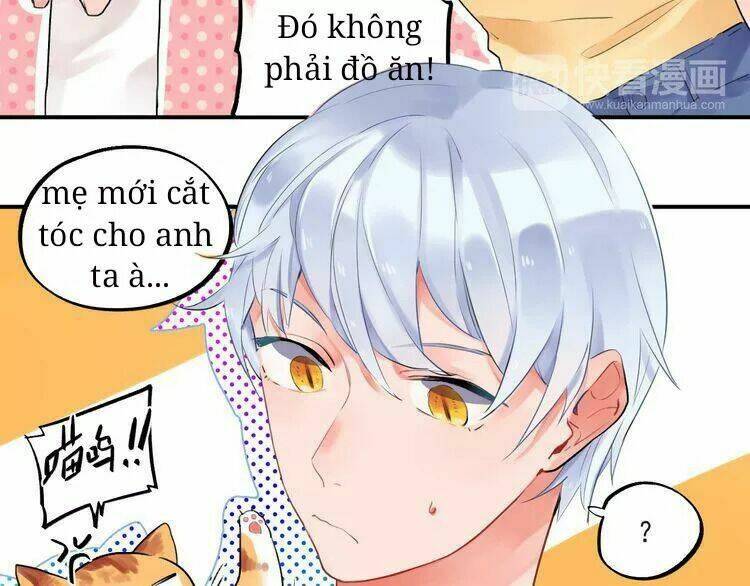 Đó không
phải đồ ăn!
快看漫画
www.kuaikanmanhua.com
mẹ mới cắt
tóc cho anh
ta à...
喵呜!!
?